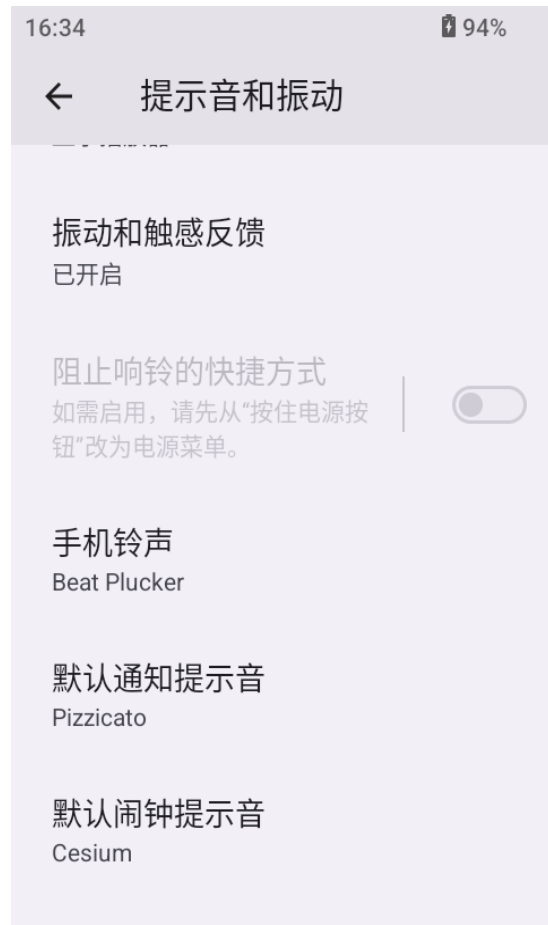 16:34
94%
提示音和振动
振动和触感反馈
已开启
阻止响铃的快捷方式
如需启用，请先从“按住电源按
钮”改为电源菜单。
手机铃声
Beat Plucker
默认通知提示音
Pizzicato
默认闹钟提示音
Cesium